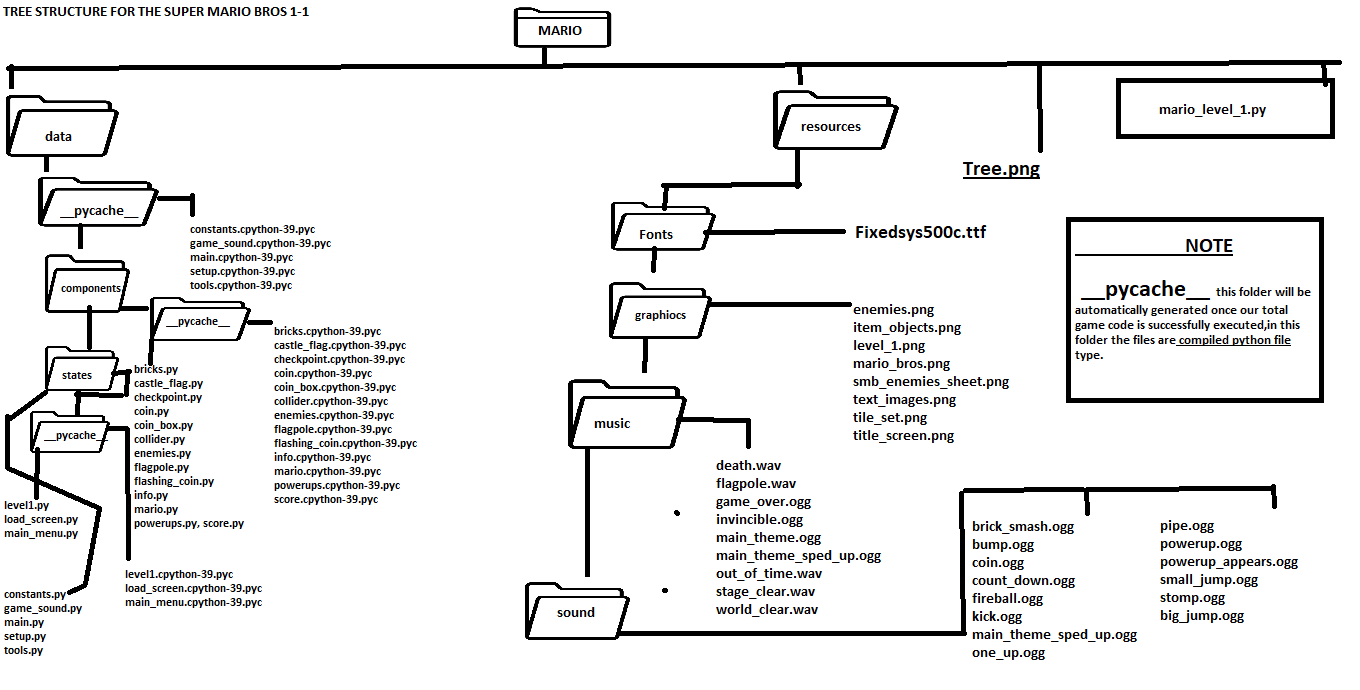 TREE STRUCTURE FOR THE SUPER MARIO BROS 1-1
MARIO
data
resources
mario_level_1.py
Tree.png
__pycache__
constants.cpython-39.pyc
game_sound.cpython-39.pyc
main.cpython-39.pyc
setup.cpython-39.pyc
tools.cpython-39.pyc
Fonts
Fixedsys500c.ttf
NOTE
__pycache__ this folder will be
automatically generated once our total
game code is successfully executed,in this
folder the files are compiled python file
type.
components
__pycache__
bricks.cpython-39.pyc
castle_flag.cpython-39.pyc
checkpoint.cpython-39.pyc
coin.cpython-39.pyc
coin_box.cpython-39.pyc
collider.cpython-39.pyc
enemies.cpython-39.pyc
flagpole.cpython-39.pyc
flashing_coin.cpython-39.pyc
info.cpython-39.pyc
mario.cpython-39.pyc
powerups.cpython-39.pyc
score.cpython-39.pyc
graphiocs
enemies.png
item_objects.png
level_1.png
mario_bros.png
smb_enemies_sheet.png
text_images.png
tile_set.png
title_screen.png
states
bricks.py
castle_flag.py
checkpoint.py
coin.py
coin_box.py
collider.py
enemies.py
flagpole.py
flashing_coin.py
info.py
mario.py
powerups.py, score.py
__pycache__
level1.py
load_screen.py
main_menu.py
level1.cpython-39.pyc
load_screen.cpython-39.pyc
main_menu.cpython-39.pyc
constants.py
game_sound.py
main.py
setup.py
tools.py
music
death.wav
flagpole.wav
game_over.ogg
invincible.ogg
main_theme.ogg
main_theme_sped_up.ogg
out_of_time.wav
stage_clear.wav
world_clear.wav
sound
brick_smash.ogg
bump.ogg
coin.ogg
count_down.ogg
fireball.ogg
kick.ogg
main_theme_sped_up.ogg
one_up.ogg
pipe.ogg
powerup.ogg
powerup_appears.ogg
small_jump.ogg
stomp.ogg
big_jump.ogg